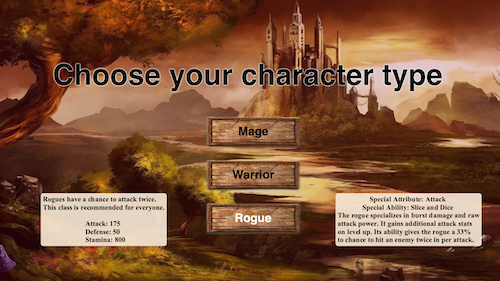 Choose your character type
Mage
Warrior
Rogue
Rogues have a chance to attack twice.
This class is recommended for everyone.
Attack: 175
Defense: 50
Stamina: 800
Special Attribute: Attack
Special Ability: Slice and Dice
The rogue specializes in burst damage and raw
attack power. It gains additional attack stats
on level up. Its ability gives the rogue a 33%
to chance to hit an enemy twice in per attack.